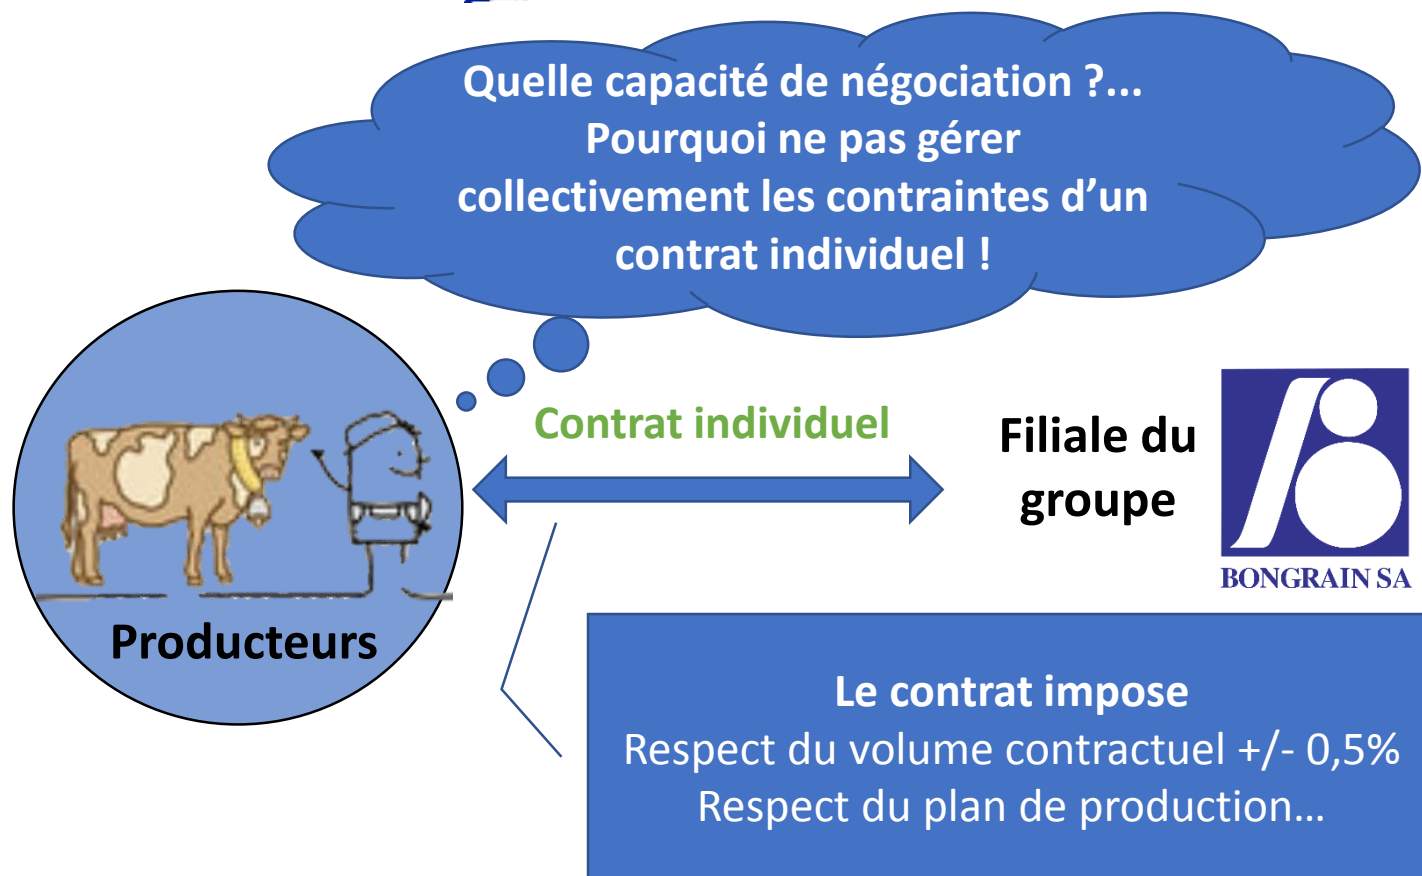 Quelle capacité de négociation ?...
Pourquoi ne pas gérer
collectivement les contraintes d’un
contrat individuel !
Contrat individuel
Filiale du
groupe
BONGRAIN SA
Producteurs
Le contrat impose
Respect du volume contractuel +/- 0,5%
Respect du plan de production...